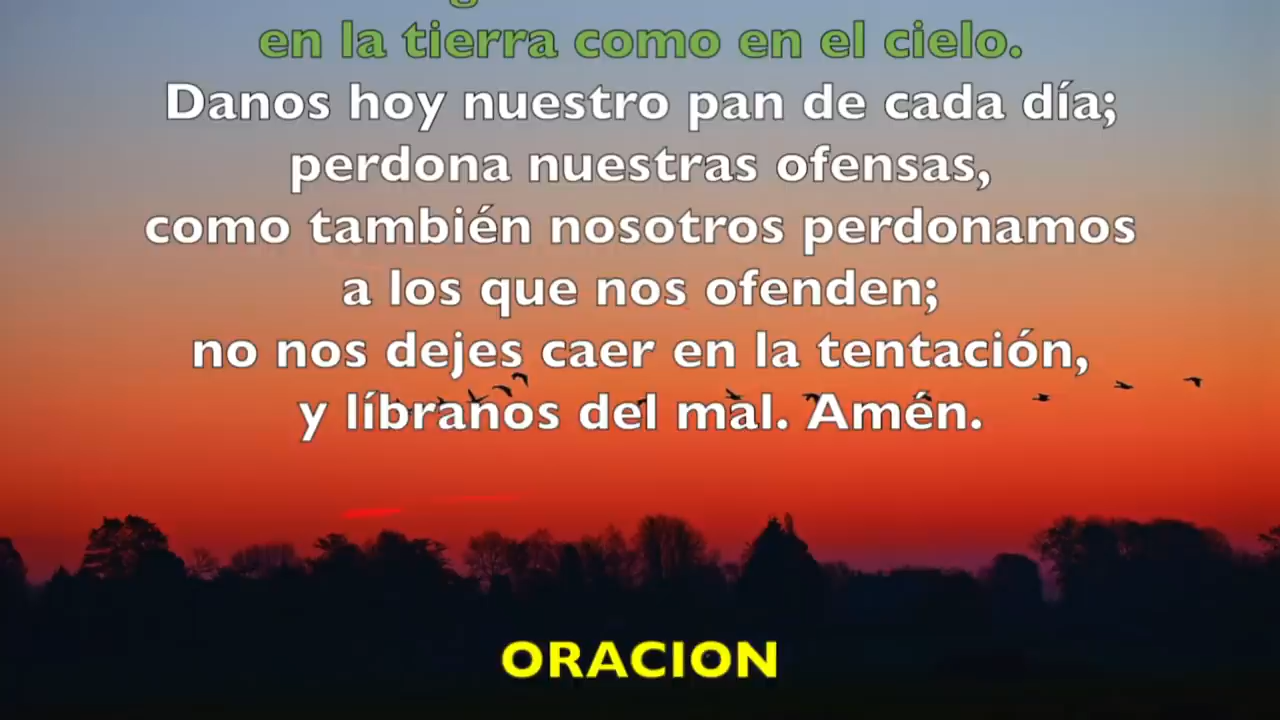 en la tierra como en el cielo.
Danos hoy nuestro pan de cada día;
perdona nuestras ofensas,
como también nosotros perdonamos
a los que nos ofenden;
no nos dejes caer en la tentación,
y líbranos del mal. Amén.
ORACION